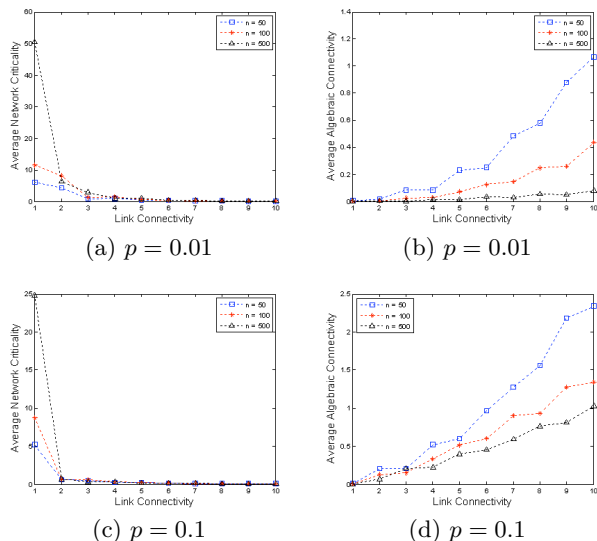 Average Network Criticality
60
50
40
30
20
10
0
n = 50
n = 100
n = 500
1 2 3 4 5 6 7 8 9 10
Link Connectivity
(a) p = 0.01
Average Algebraic Connectivity
1.4
1.2
1
0.8
0.6
0.4
0.2
0
n = 50
n = 100
n = 500
1 2 3 4 5 6 7 8 9 10
Link Connectivity
(b) p = 0.01
Average Network Criticality
25
20
15
10
5
0
n = 50
n = 100
n = 500
1 2 3 4 5 6 7 8 9 10
Link Connectivity
(c) p = 0.1
Average Algebraic Connectivity
2.5
2
1.5
1
0.5
0
n = 50
n = 100
n = 500
1 2 3 4 5 6 7 8 9 10
Link Connectivity
(d) p = 0.1